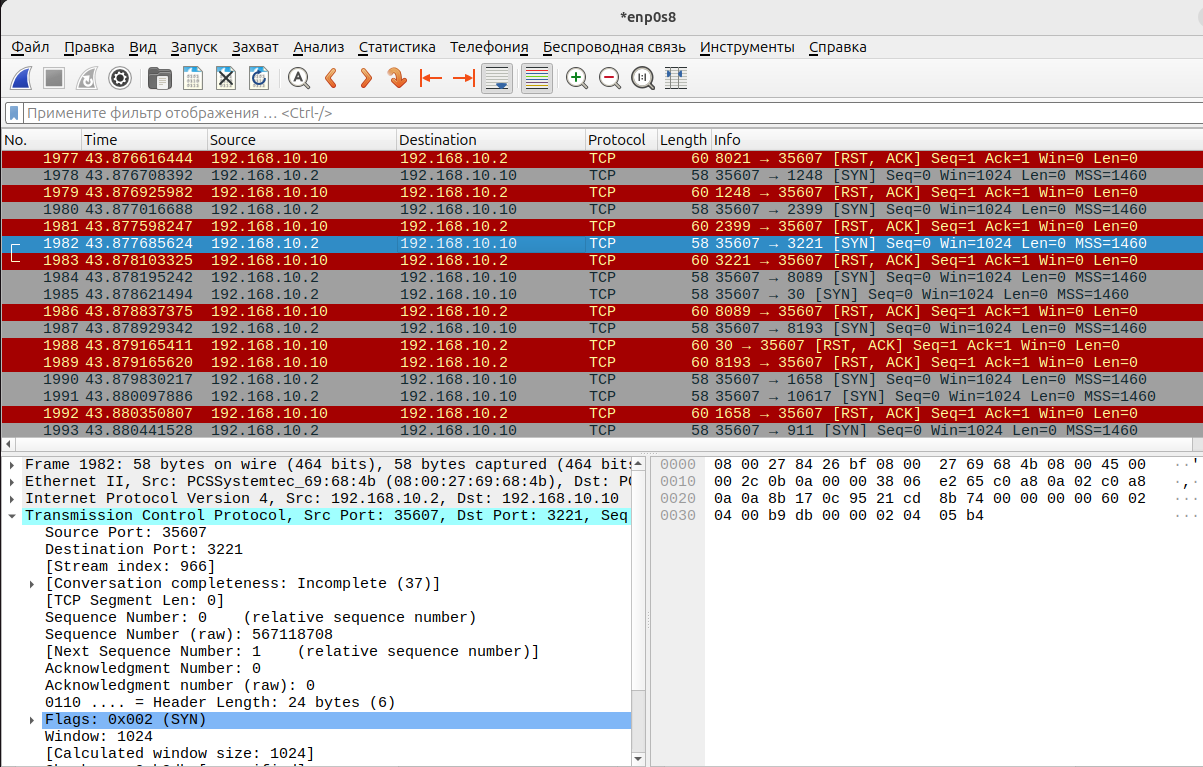 *enp0s8
Файл Правка Вид Запуск Захват Анализ Статистика Телефония Беспроводная связь Инструменты Справка
Примените фильтр отображения … <Ctrl-/>
No. Time Source Destination Protocol Length Info
1977 43.876616444 192.168.10.10 192.168.10.2 TCP 60 8021 → 35607 [RST, ACK] Seq=1 Ack=1 Win=0 Len=0
1978 43.876708392 192.168.10.2 192.168.10.10 TCP 58 35607 → 1248 [SYN] Seq=0 Win=1024 Len=0 MSS=1460
1979 43.876925982 192.168.10.10 192.168.10.2 TCP 60 1248 → 35607 [RST, ACK] Seq=1 Ack=1 Win=0 Len=0
1980 43.877016688 192.168.10.2 192.168.10.10 TCP 58 35607 → 2399 [SYN] Seq=0 Win=1024 Len=0 MSS=1460
1981 43.877598247 192.168.10.10 192.168.10.2 TCP 60 2399 → 35607 [RST, ACK] Seq=1 Ack=1 Win=0 Len=0
1982 43.877685624 192.168.10.2 192.168.10.10 TCP 58 35607 → 3221 [SYN] Seq=0 Win=1024 Len=0 MSS=1460
1983 43.878103325 192.168.10.10 192.168.10.2 TCP 60 3221 → 35607 [RST, ACK] Seq=1 Ack=1 Win=0 Len=0
1984 43.878195242 192.168.10.2 192.168.10.10 TCP 58 35607 → 8089 [SYN] Seq=0 Win=1024 Len=0 MSS=1460
1985 43.878621494 192.168.10.2 192.168.10.10 TCP 58 35607 → 30 [SYN] Seq=0 Win=1024 Len=0 MSS=1460
1986 43.878837375 192.168.10.10 192.168.10.2 TCP 60 8089 → 35607 [RST, ACK] Seq=1 Ack=1 Win=0 Len=0
1987 43.878929342 192.168.10.2 192.168.10.10 TCP 58 35607 → 8193 [SYN] Seq=0 Win=1024 Len=0 MSS=1460
1988 43.879165411 192.168.10.10 192.168.10.2 TCP 60 30 → 35607 [RST, ACK] Seq=1 Ack=1 Win=0 Len=0
1989 43.879165620 192.168.10.10 192.168.10.2 TCP 60 8193 → 35607 [RST, ACK] Seq=1 Ack=1 Win=0 Len=0
1990 43.879830217 192.168.10.2 192.168.10.10 TCP 58 35607 → 1658 [SYN] Seq=0 Win=1024 Len=0 MSS=1460
1991 43.880097886 192.168.10.2 192.168.10.10 TCP 58 35607 → 10617 [SYN] Seq=0 Win=1024 Len=0 MSS=1460
1992 43.880350807 192.168.10.10 192.168.10.2 TCP 60 1658 → 35607 [RST, ACK] Seq=1 Ack=1 Win=0 Len=0
1993 43.880441528 192.168.10.2 192.168.10.10 TCP 58 35607 → 911 [SYN] Seq=0 Win=1024 Len=0 MSS=1460
Frame 1982: 58 bytes on wire (464 bits), 58 bytes captured (464 bit
Ethernet II, Src: PCSSystemtec_69:68:4b (08:00:27:69:68:4b), Dst: PC
Internet Protocol Version 4, Src: 192.168.10.2, Dst: 192.168.10.10
Transmission Control Protocol, Src Port: 35607, Dst Port: 3221, Seq
Source Port: 35607
Destination Port: 3221
[Stream index: 966]
[Conversation completeness: Incomplete (37)]
[TCP Segment Len: 0]
Sequence Number: 0 (relative sequence number)
Sequence Number (raw): 567118708
[Next Sequence Number: 1 (relative sequence number)]
Acknowledgment Number: 0
Acknowledgment number (raw): 0
0110 .... = Header Length: 24 bytes (6)
Flags: 0x002 (SYN)
Window: 1024
[Calculated window size: 1024]
0000 08 00 27 84 26 bf 08 00 27 69 68 4b 08 00 45 00 ··'
0010 00 2c 0b 0a 00 00 38 06 e2 65 c0 a8 0a 02 c0 a8 ·,·
0020 0a 0a 8b 17 0c 95 21 cd 8b 74 00 00 00 00 60 02 ···
0030 04 00 b9 db 00 00 02 04 05 b4 ···